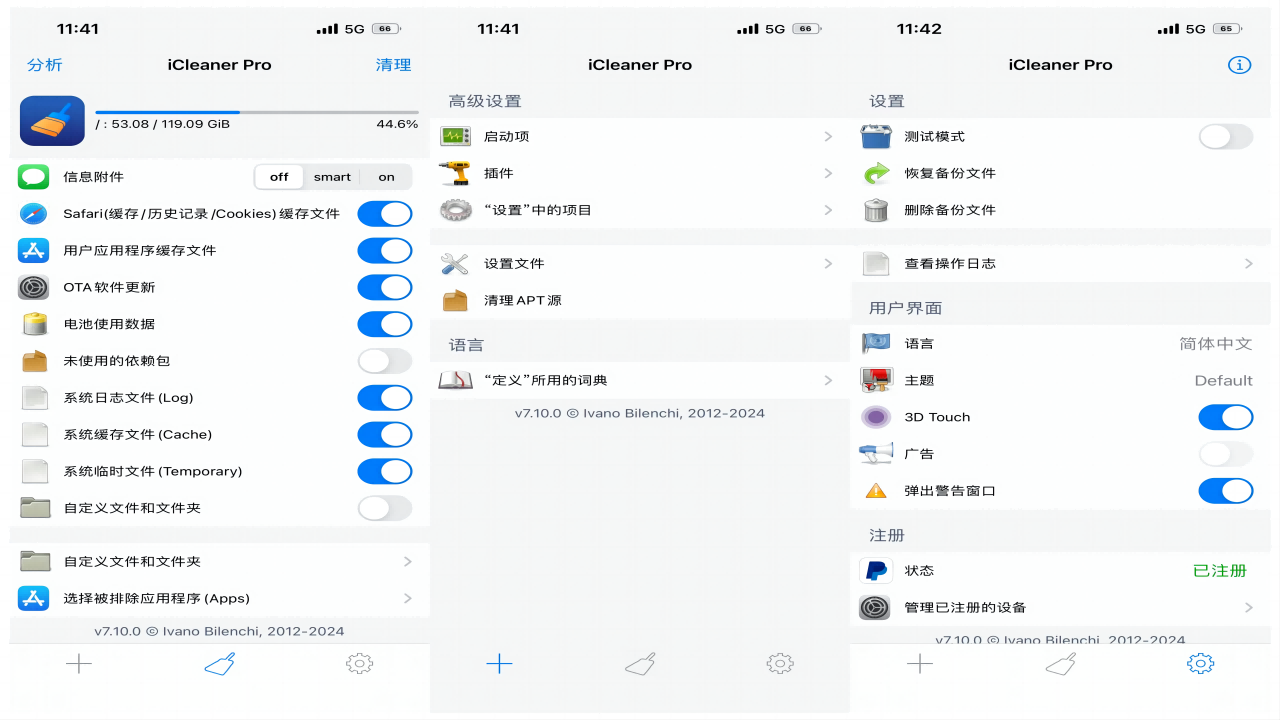 11:41
5G 66
分析
iCleaner Pro
清理
/ : 53.08 / 119.09 GiB
44.6%
信息附件
off smart on
Safari(缓存/历史记录/Cookies)缓存文件
用户应用程序缓存文件
OTA软件更新
电池使用数据
未使用的依赖包
系统日志文件(Log)
系统缓存文件(Cache)
系统临时文件(Temporary)
自定义文件和文件夹
自定义文件和文件夹
选择被排除应用程序(Apps)
v7.10.0 © Ivano Bilenchi, 2012-2024
11:41
5G 66
iCleaner Pro
高级设置
启动项
插件
“设置”中的项目
设置文件
清理APT源
语言
“定义”所用的词典
v7.10.0 © Ivano Bilenchi, 2012-2024
11:42
5G 65
iCleaner Pro
设置
测试模式
恢复备份文件
删除备份文件
查看操作日志
用户界面
语言 简体中文
主题 Default
3D Touch
广告
弹出警告窗口
注册
状态 已注册
管理已注册的设备
v7.10.0 © Ivano Bilenchi, 2012-2024